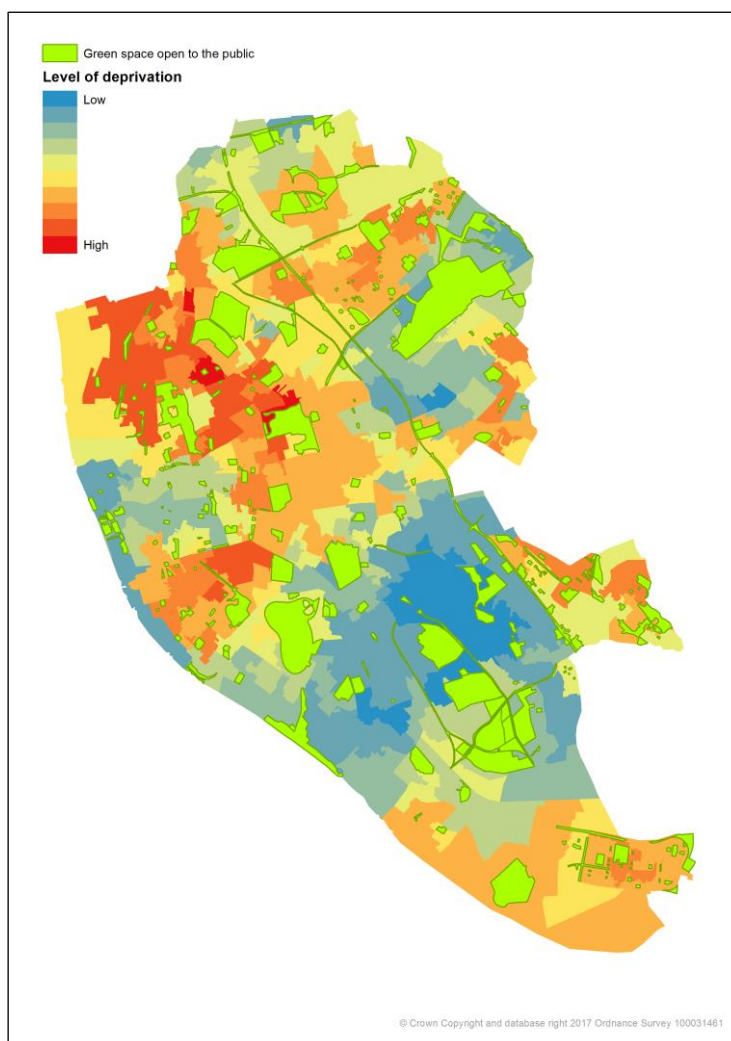 Green space open to the public
Level of deprivation
Low
High
© Crown Copyright and database right 2017 Ordnance Survey 100031461